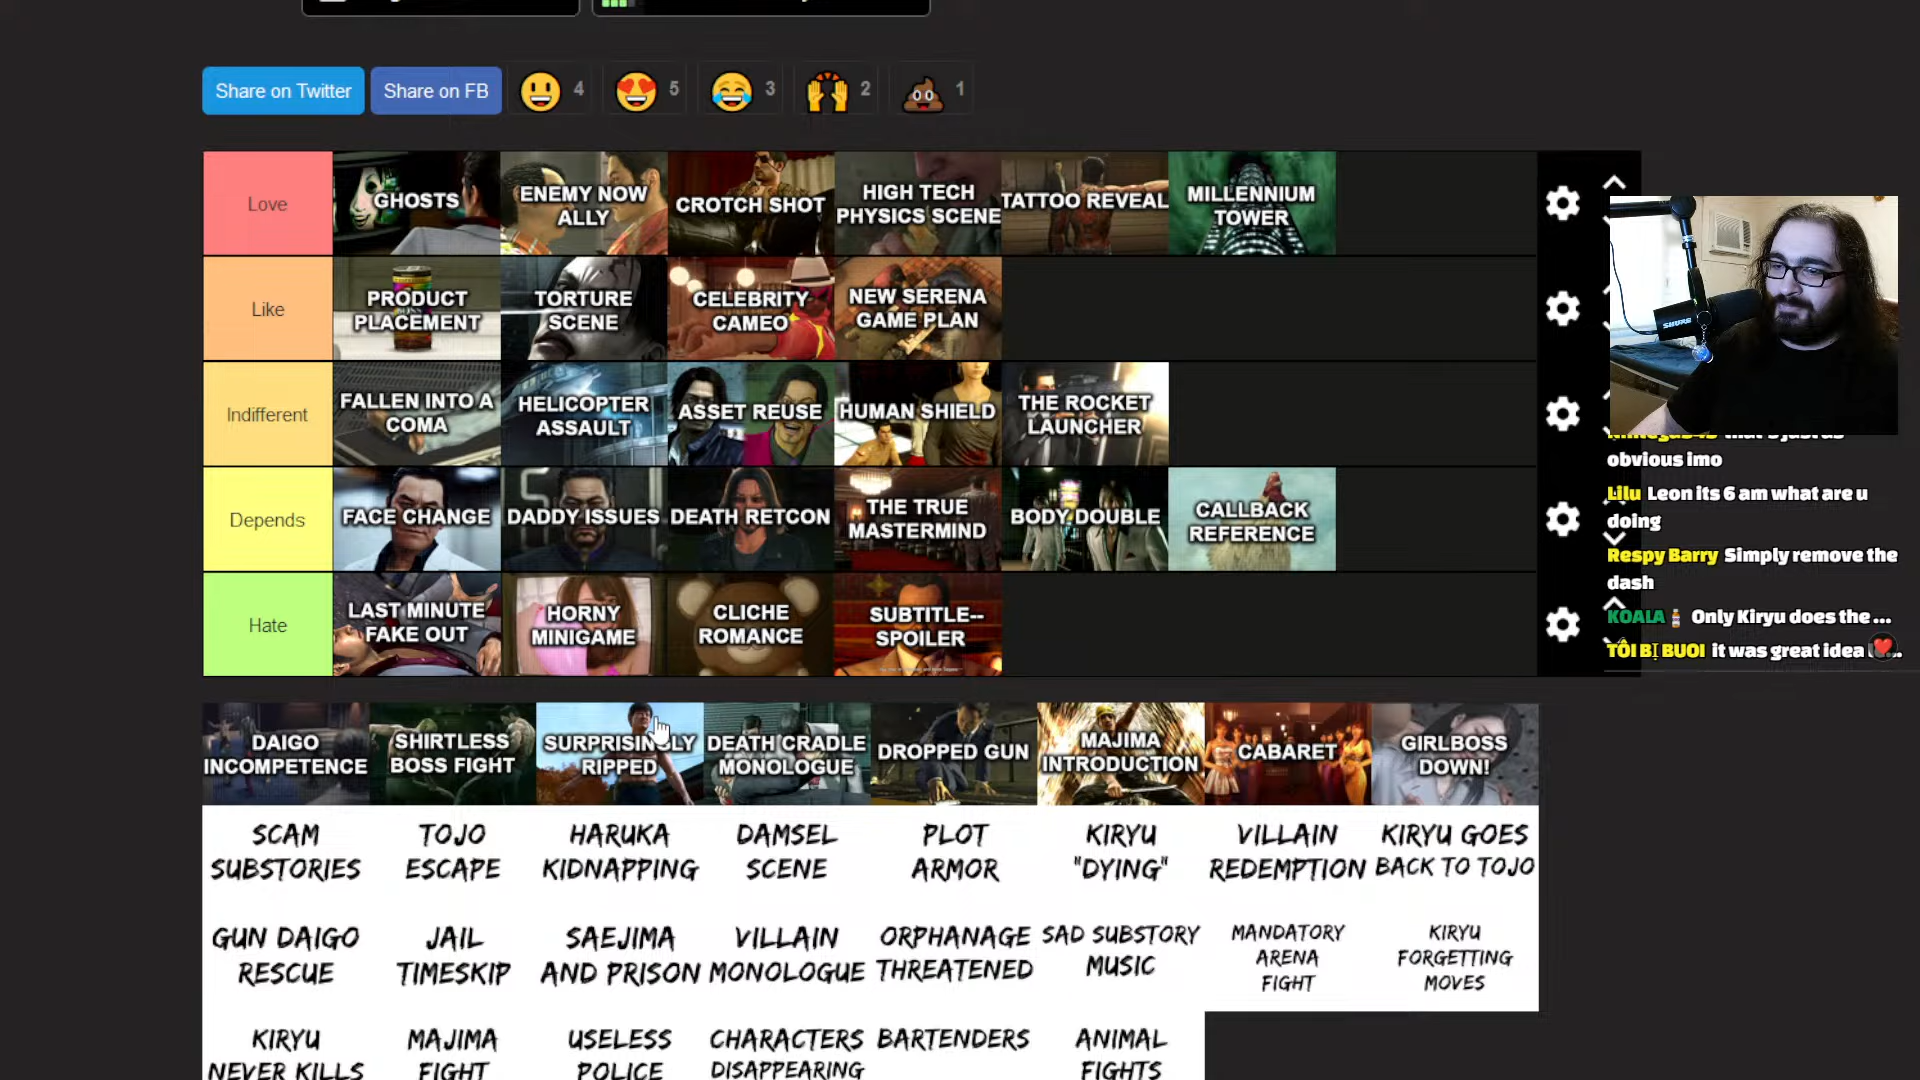 Share on Twitter
Share on FB
4
5
3
2
1
Love
GHOSTS
ENEMY NOW
ALLY
CROTCH SHOT
HIGH TECH
PHYSICS SCENE
TATTOO REVEAL
MILLENNIUM
TOWER
Like
PRODUCT
PLACEMENT
TORTURE
SCENE
CELEBRITY
CAMEO
NEW SERENA
GAME PLAN
Indifferent
FALLEN INTO A
COMA
HELICOPTER
ASSAULT
ASSET REUSE
HUMAN SHIELD
THE ROCKET
LAUNCHER
Depends
FACE CHANGE
DADDY ISSUES
DEATH RETCON
THE TRUE
MASTERMIND
BODY DOUBLE
CALLBACK
REFERENCE
Hate
LAST MINUTE
FAKE OUT
HORNY
MINIGAME
CLICHE
ROMANCE
SUBTITLE--
SPOILER
SHURE
obvious imo
Lilu Leon its 6 am what are u
doing
Respy Barry Simply remove the
dash
KOALA Only Kiryu does the ...
TÔI BỊ BUOI it was great idea
DAIGO
INCOMPETENCE
SHIRTLESS
BOSS FIGHT
SURPRISINGLY
RIPPED
DEATH CRADLE
MONOLOGUE
DROPPED GUN
MAJIMA
INTRODUCTION
CABARET
GIRLBOSS
DOWN!
SCAM
SUBSTORIES
TOJO
ESCAPE
HARUKA
KIDNAPPING
DAMSEL
SCENE
PLOT
ARMOR
KIRYU
"DYING"
VILLAIN
REDEMPTION
KIRYU GOES
BACK TO TOJO
GUN DAIGO
RESCUE
JAIL
TIMESKIP
SAEJIMA
AND PRISON
VILLAIN
MONOLOGUE
ORPHANAGE
THREATENED
SAD SUBSTORY
MUSIC
MANDATORY
ARENA
FIGHT
KIRYU
FORGETTING
MOVES
KIRYU
NEVER KILLS
MAJIMA
FIGHT
USELESS
POLICE
CHARACTERS
DISAPPEARING
BARTENDERS
ANIMAL
FIGHTS